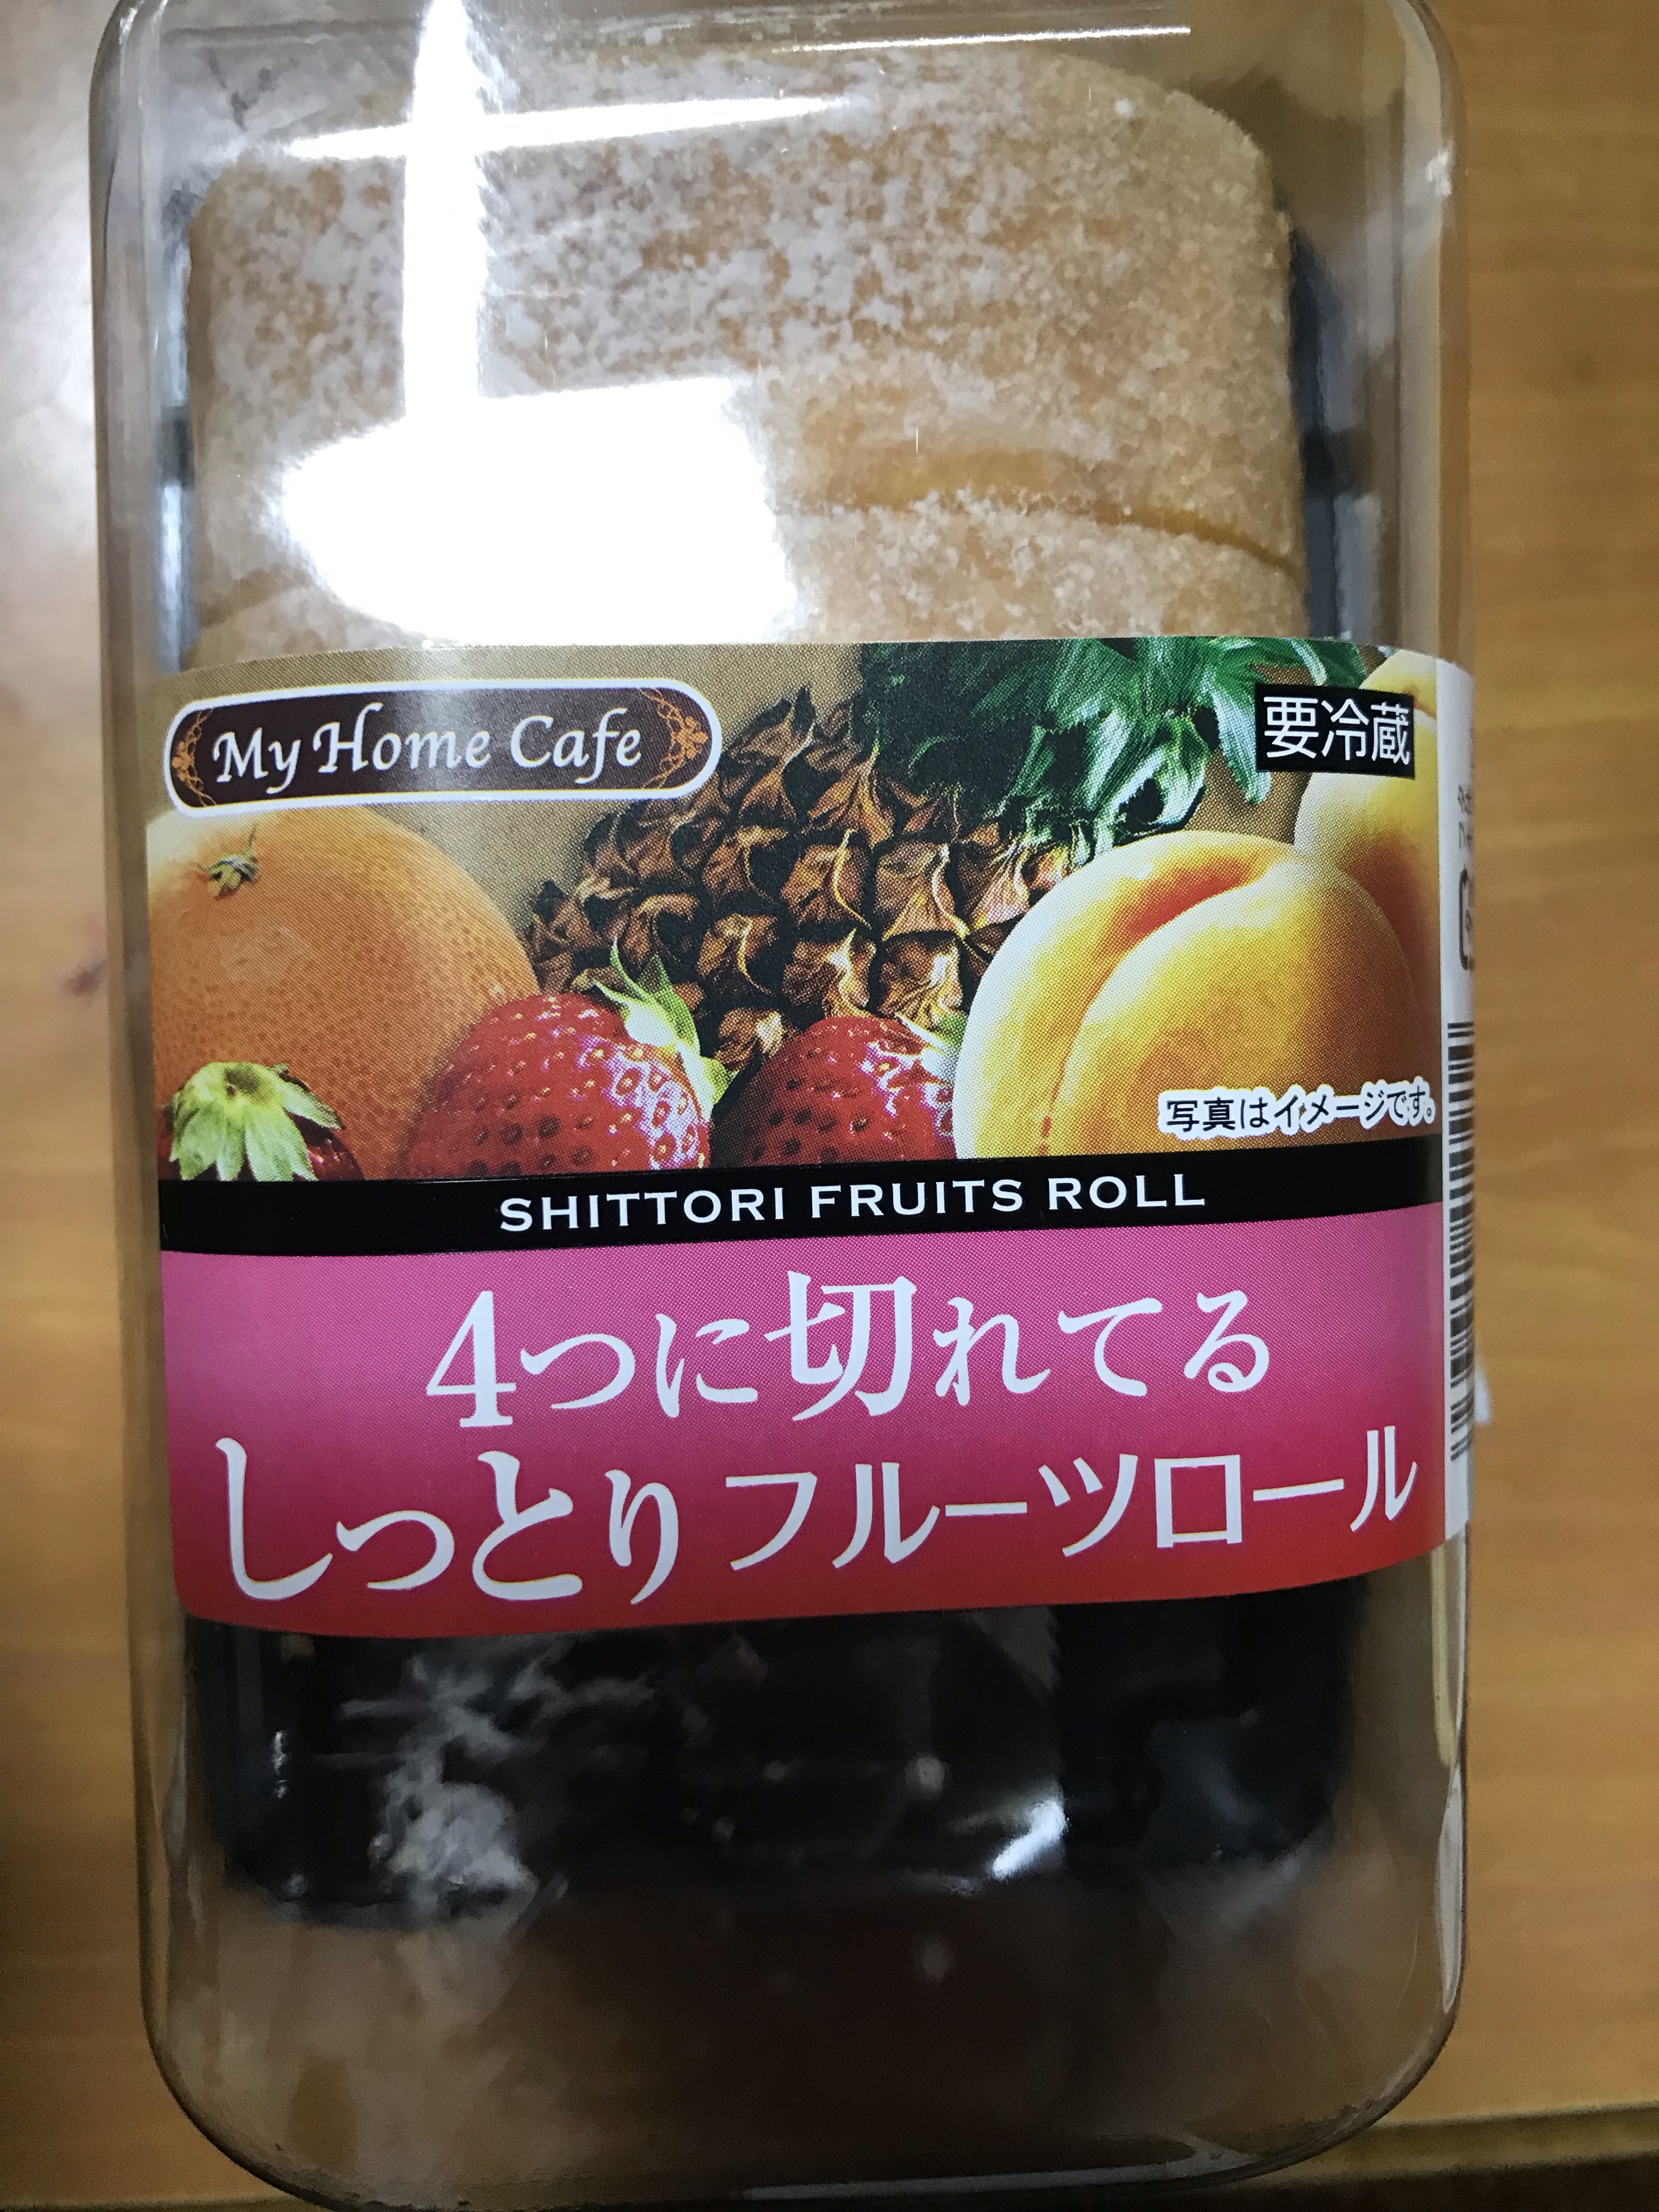 My Home Cafe
要冷蔵
写真はイメージです。
SHITTORI FRUITS ROLL
4つに切れてる
しっとりフルーツロール